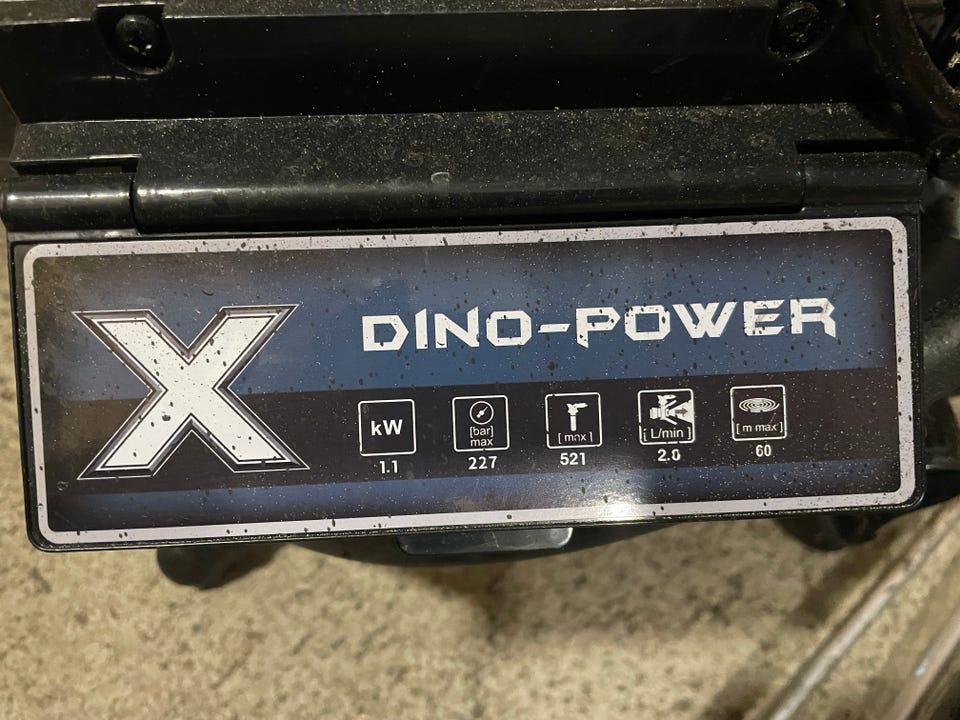 X
DINO-POWER
kW
[bar]
max
[ max ]
[ L/min ]
[ m max ]
1.1
227
521
2.0
60